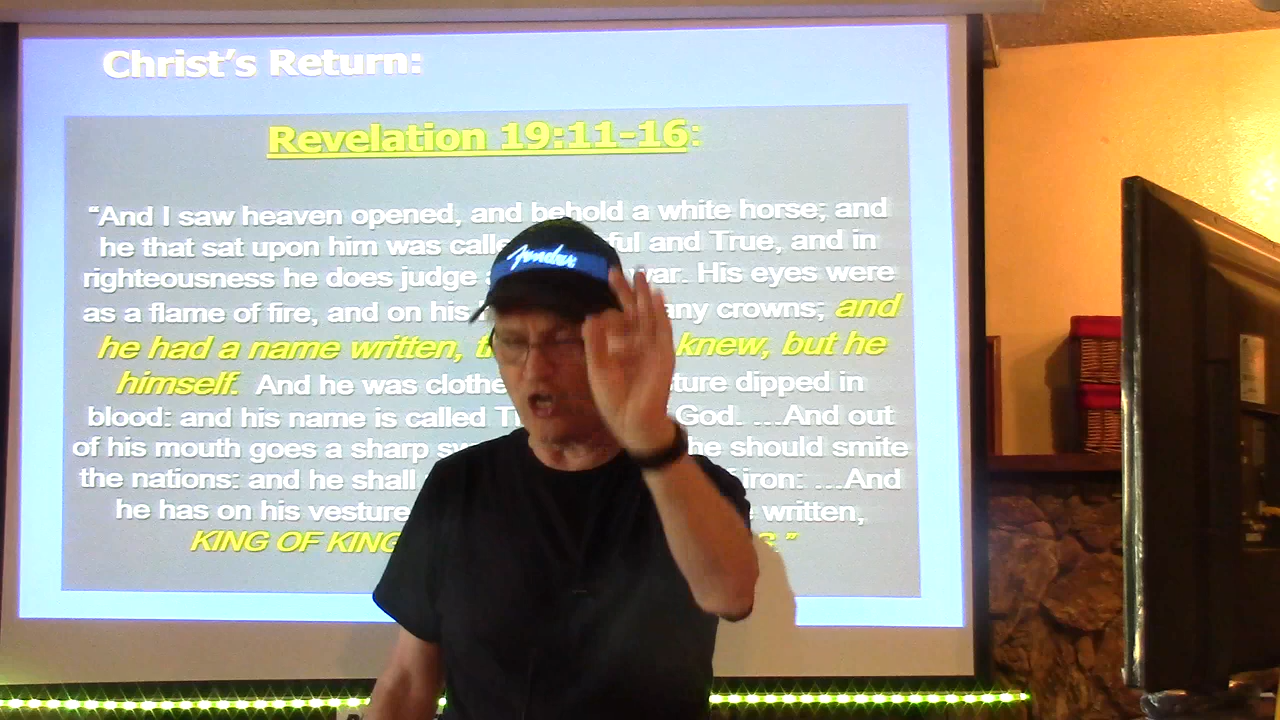 Christ's Return:
Revelation 19:11-16:
"And I saw heaven opened, and behold a white horse; and
he that sat upon him was ful and True, and in
righteousness he does judge war. His eyes were
as a flame of fire, and on his crowns; and
he had a name written, knew, but he
himself. And he was dipped in
blood: and his name is called God. ...And out
of his mouth goes a sharp he should smite
the nations: and he shall iron: ...And
he has on his vesture written,
KING OF KING
Fender